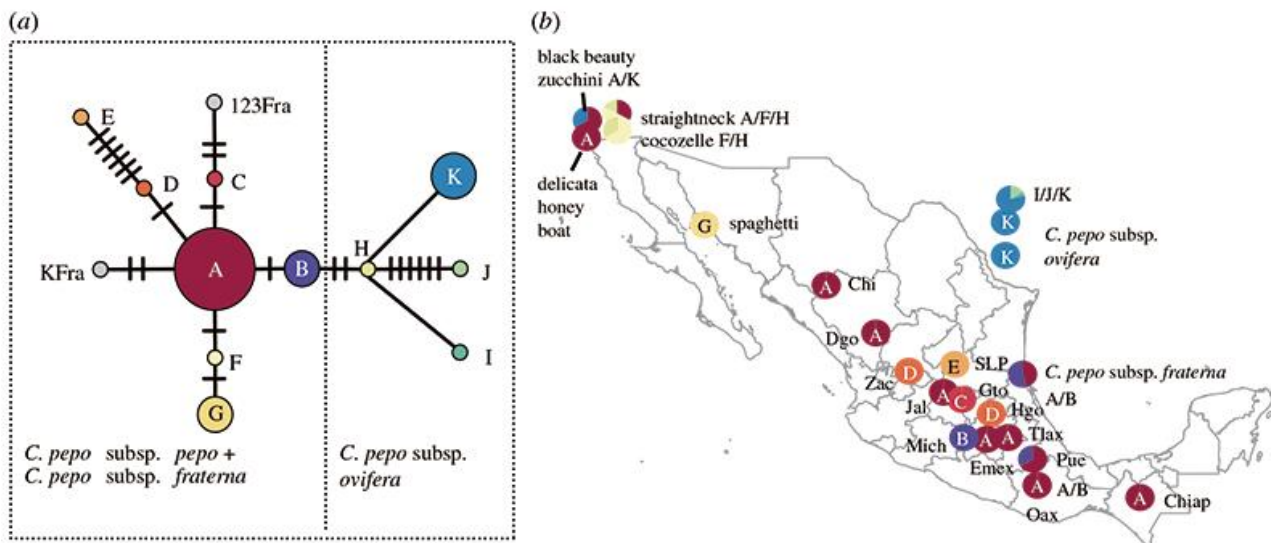 (a)
E
123Fra
D
C
K
A
B
H
KFra
J
F
I
G
C. pepo subsp. pepo +
C. pepo subsp. fraterna
C. pepo subsp.
ovifera
(b)
black beauty
zucchini A/K
straightneck A/F/H
cocozelle F/H
A
delicata
honey
boat
G spaghetti
I/J/K
K
K
C. pepo subsp.
ovifera
A Chi
Dgo A
Zac D
E SLP
C. pepo subsp. fraterna
A/B
Jal A
C Gto
D Hgo
Mich B
A
A Tlax
Emex
Pue
A A/B
Oax
A Chiap